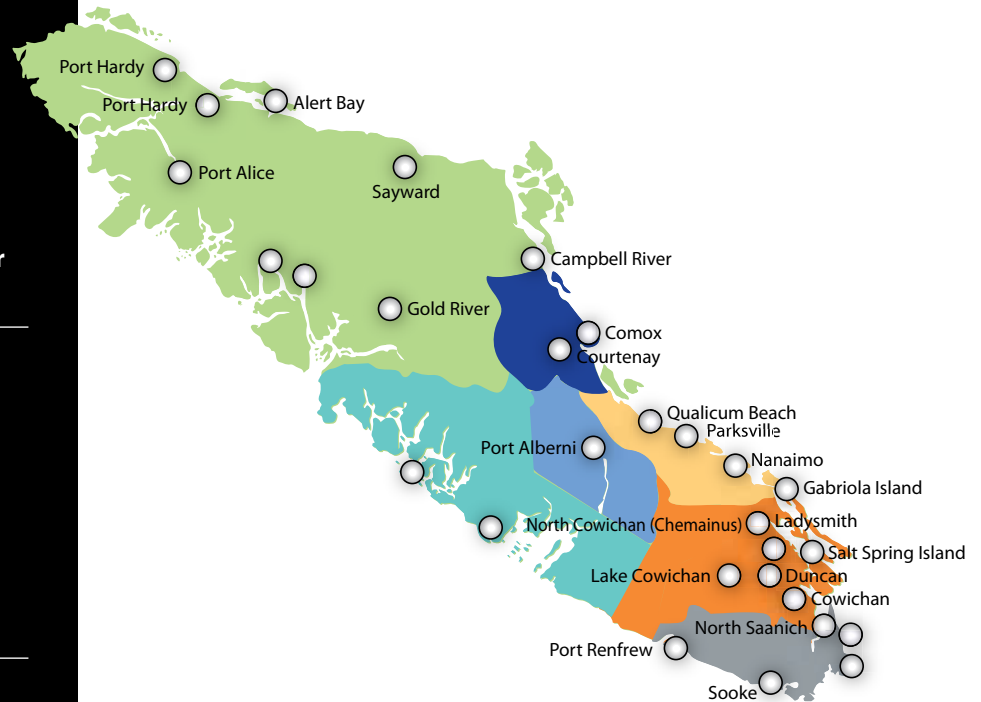 Port Hardy
Port Hardy
Alert Bay
Port Alice
Sayward
r
Campbell River
Gold River
Comox
Courtenay
Qualicum Beach
Parksville
Port Alberni
Nanaimo
Gabriola Island
North Cowichan (Chemainus)
Ladysmith
Salt Spring Island
Lake Cowichan
Duncan
Cowichan
North Saanich
Port Renfrew
Sooke